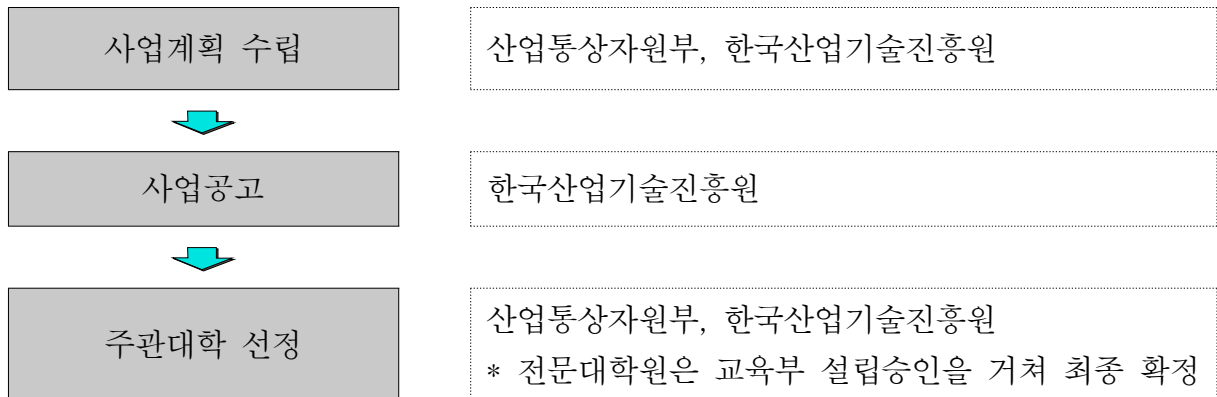 사업계획 수립
산업통상자원부, 한국산업기술진흥원
사업공고
한국산업기술진흥원
주관대학 선정
산업통상자원부, 한국산업기술진흥원
* 전문대학원은 교육부 설립승인을 거쳐 최종 확정